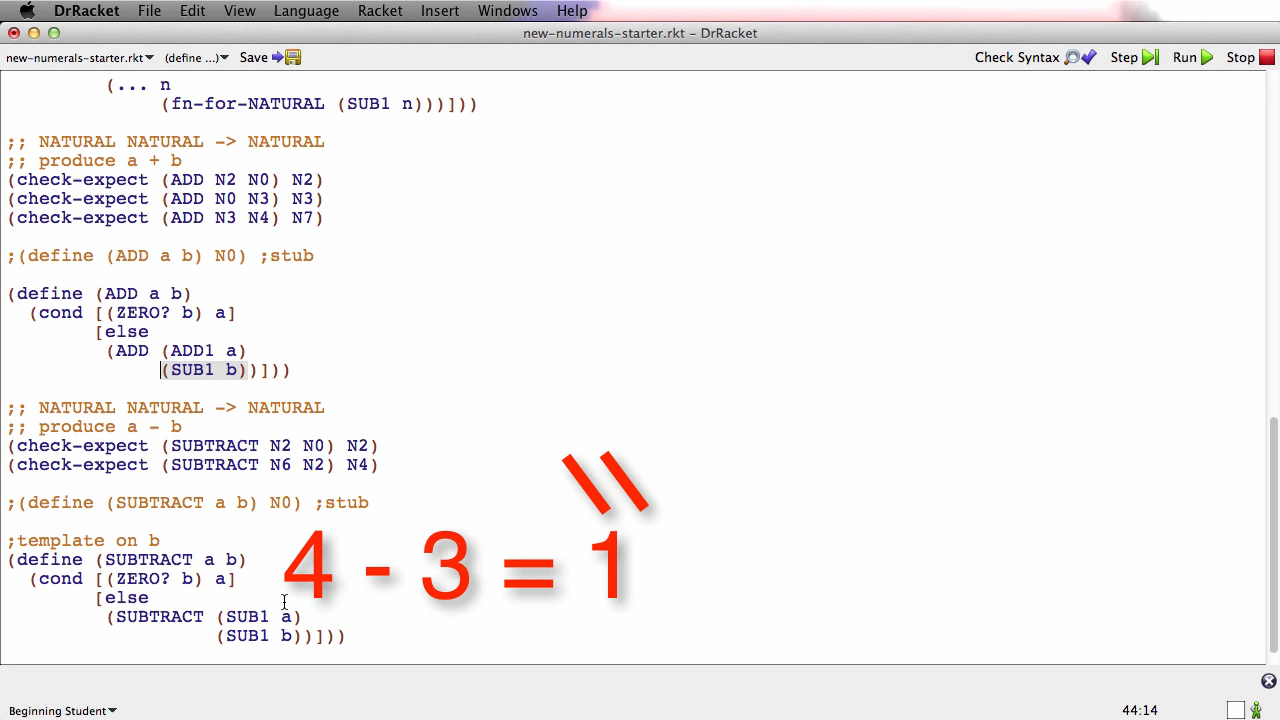 DrRacket File Edit View Language Racket Insert Windows Help
new-numerals-starter.rkt - DrRacket
new-numerals-starter.rkt (define ...) Save Check Syntax Step Run Stop
(... n
(fn-for-NATURAL (SUB1 n)))]))
;; NATURAL NATURAL -> NATURAL
;; produce a + b
(check-expect (ADD N2 N0) N2)
(check-expect (ADD N0 N3) N3)
(check-expect (ADD N3 N4) N7)
;(define (ADD a b) N0) ;stub
(define (ADD a b)
(cond [(ZERO? b) a]
[else
(ADD (ADD1 a)
(SUB1 b))]))
;; NATURAL NATURAL -> NATURAL
;; produce a - b
(check-expect (SUBTRACT N2 N0) N2)
(check-expect (SUBTRACT N6 N2) N4)
;(define (SUBTRACT a b) N0) ;stub
;template on b
(define (SUBTRACT a b)
(cond [(ZERO? b) a]
[else
(SUBTRACT (SUB1 a)
(SUB1 b))]))
4 - 3 = 1
Beginning Student 44:14